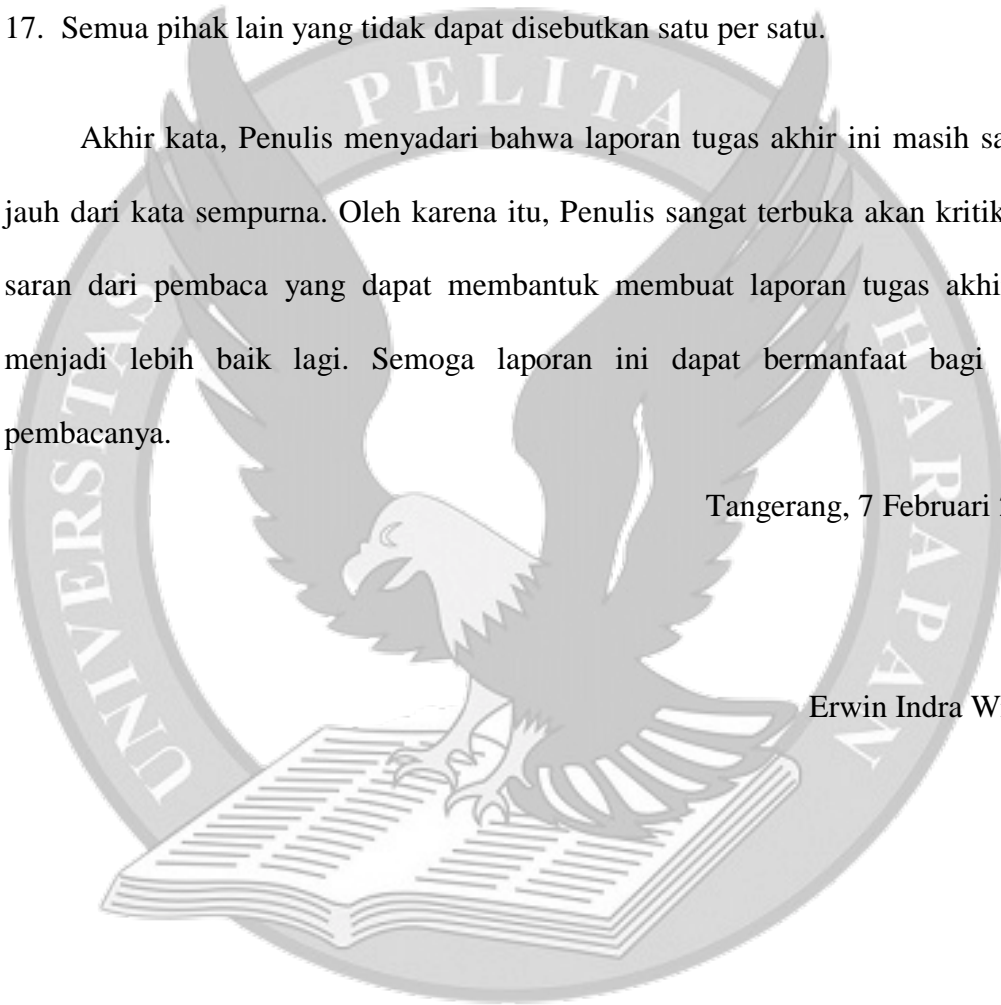 17. Semua pihak lain yang tidak dapat disebutkan satu per satu.
Akhir kata, Penulis menyadari bahwa laporan tugas akhir ini masih
jauh dari kata sempurna. Oleh karena itu, Penulis sangat terbuka akan kritik
saran dari pembaca yang dapat membantuk membuat laporan tugas
menjadi lebih baik lagi. Semoga laporan ini dapat bermanfaat bagi
pembacanya.
Tangerang, 7 Februari
Erwin Indra
UNIVERSITAS PELITA HARAPAN